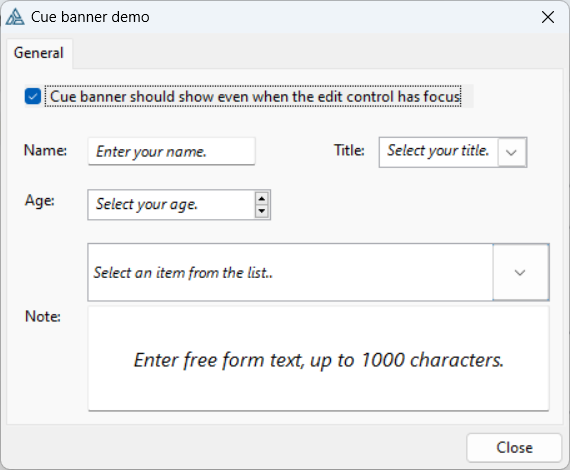 Cue banner demo
General
Cue banner should show even when the edit control has focus
Name: Enter your name. Title: Select your title.
Age: Select your age.
Select an item from the list..
Note:
Enter free form text, up to 1000 characters.
Close